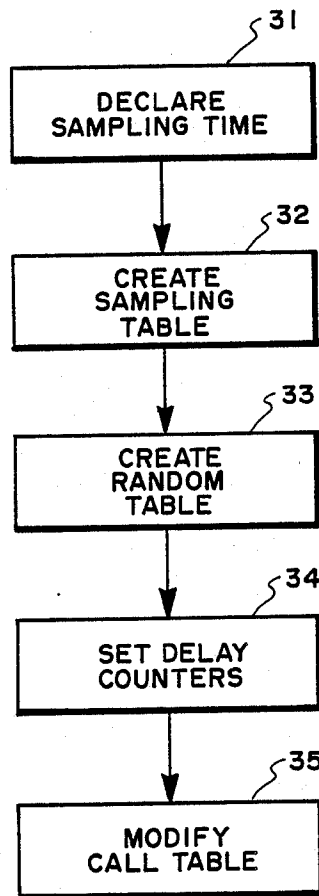 31
DECLARE
SAMPLING TIME
32
CREATE
SAMPLING
TABLE
33
CREATE
RANDOM
TABLE
34
SET DELAY
COUNTERS
35
MODIFY
CALL TABLE